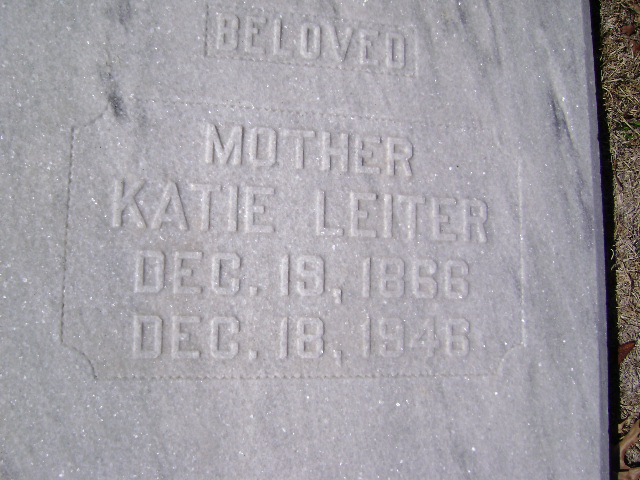 BELOVED
MOTHER
KATIE LEITER
DEC. 19, 1866
DEC. 18, 1946